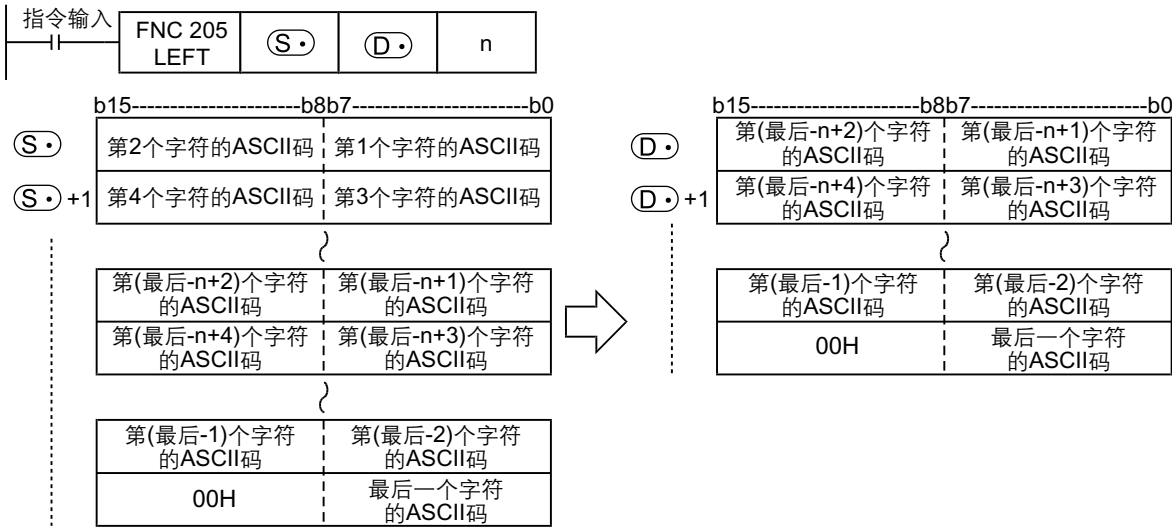 指令输入
FNC 205
LEFT
S・
D・
n
b15----------------------b8b7-----------------------b0
S・
第2个字符的ASCII码
第1个字符的ASCII码
S・ +1
第4个字符的ASCII码
第3个字符的ASCII码
第(最后-n+2)个字符
的ASCII码
第(最后-n+1)个字符
的ASCII码
第(最后-n+4)个字符
的ASCII码
第(最后-n+3)个字符
的ASCII码
第(最后-1)个字符
的ASCII码
第(最后-2)个字符
的ASCII码
00H
最后一个字符
的ASCII码
b15----------------------b8b7-----------------------b0
D・
第(最后-n+2)个字符
的ASCII码
第(最后-n+1)个字符
的ASCII码
D・ +1
第(最后-n+4)个字符
的ASCII码
第(最后-n+3)个字符
的ASCII码
第(最后-1)个字符
的ASCII码
第(最后-2)个字符
的ASCII码
00H
最后一个字符
的ASCII码